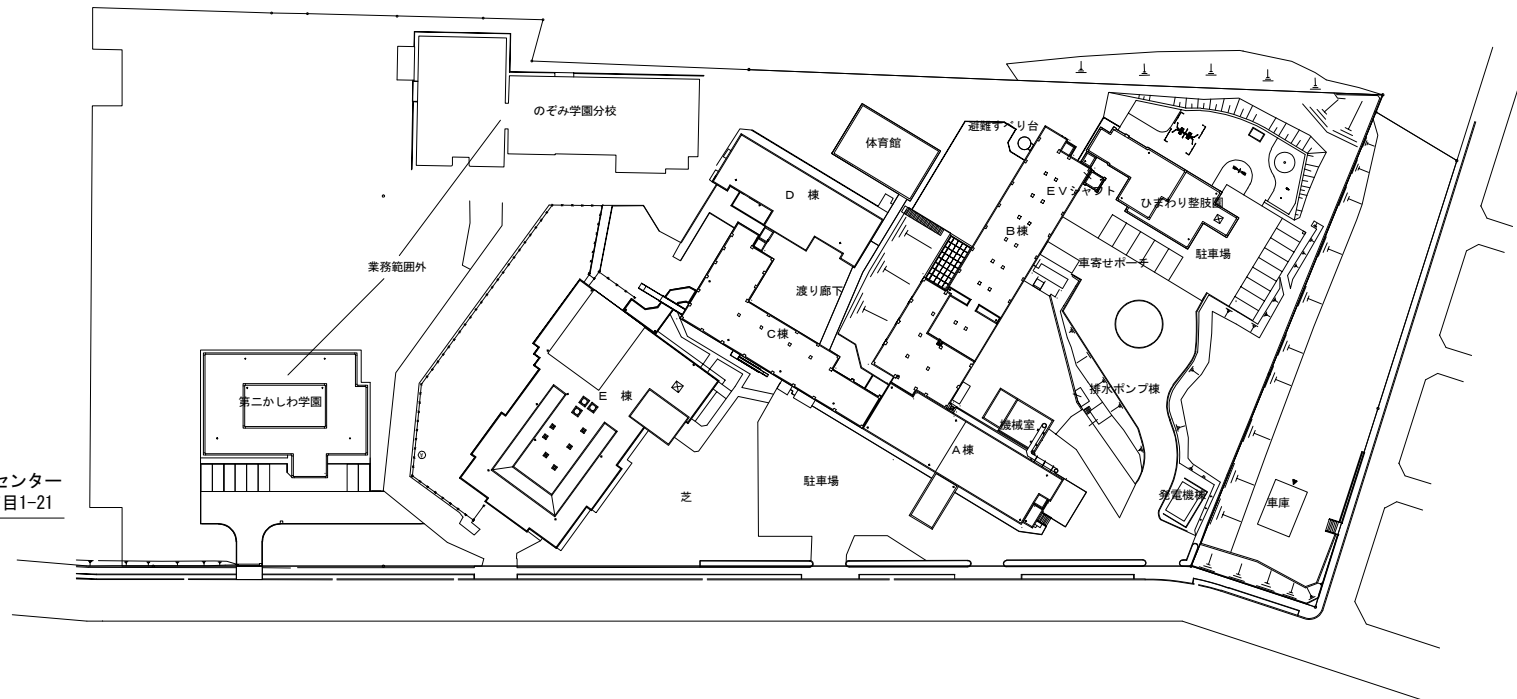 のぞみ学園分校
体育館
避難すべり台
D 棟
EVシャフト
ひまわり整肢園
B棟
駐車場
車寄せポーチ
業務範囲外
渡り廊下
C棟
排水ポンプ棟
第二かしわ学園
E 棟
機械室
A棟
センター
目1-21
駐車場
芝
発電機械
車庫